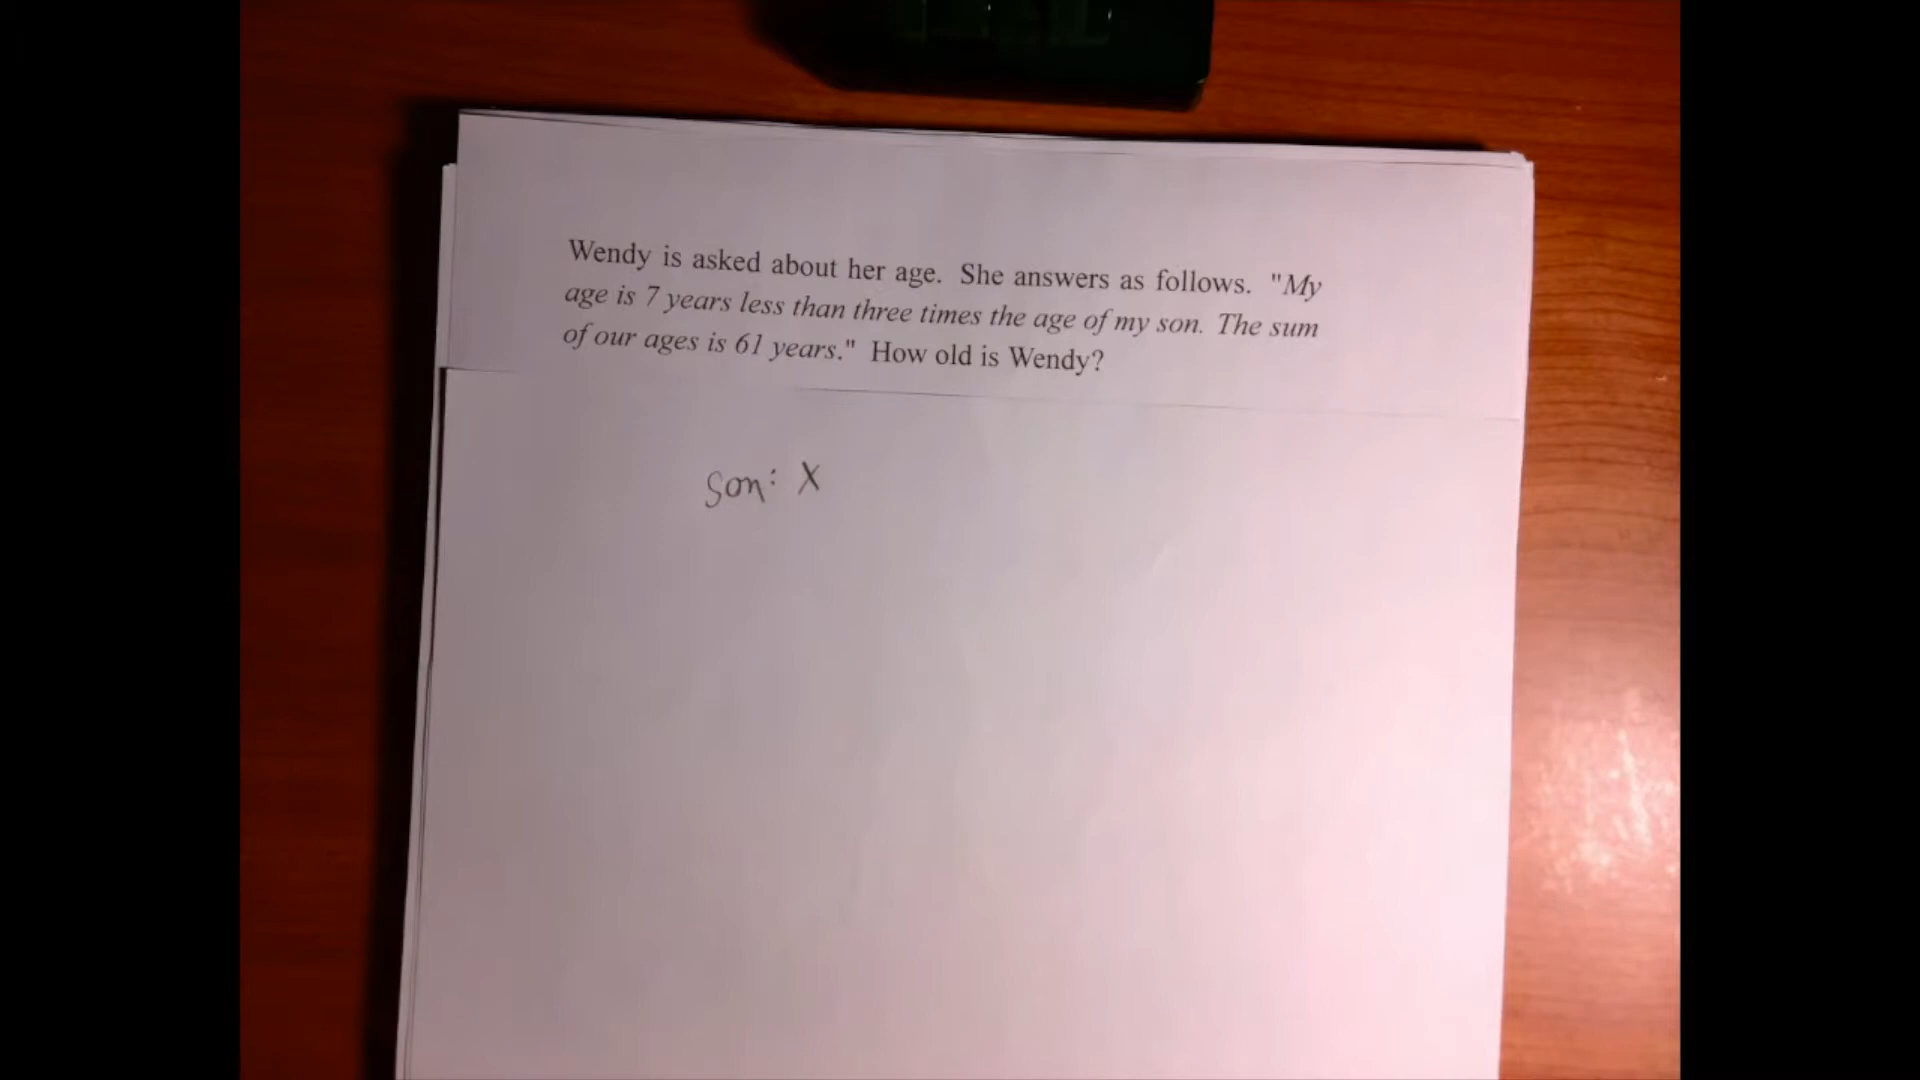 Wendy is asked about her age. She answers as follows. "My
age is 7 years less than three times the age of my son. The sum
of our ages is 61 years." How old is Wendy?
Son: X